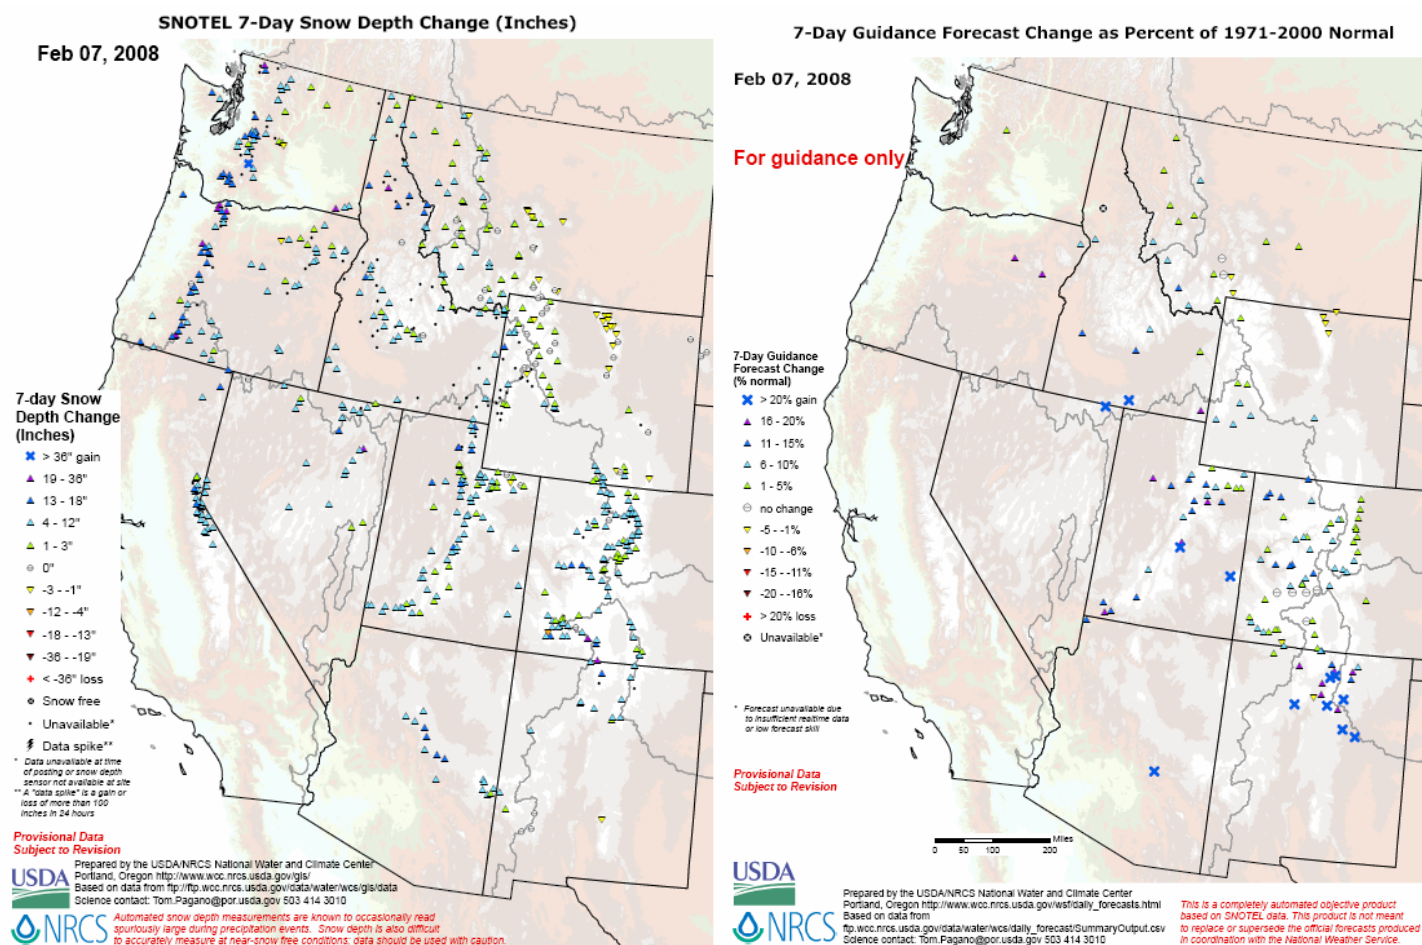 SNOTEL 7-Day Snow Depth Change (Inches)
Feb 07, 2008
7-day Snow
Depth Change
(Inches)
> 36" gain
19 - 36"
13 - 18"
4 - 12"
1 - 3"
0"
-3 - -1"
-12 - -4"
-18 - -13"
-36 - -19"
< -36" loss
Snow free
Unavailable*
Data spike**
* Data unavailable at time
of posting or snow depth
sensor not available at site
** A "data spike" is a gain or
loss of more than 100
inches in 24 hours
Provisional Data
Subject to Revision
Prepared by the USDA/NRCS National Water and Climate Center
Portland, Oregon http://www.wcc.nrcs.usda.gov/gis/
Based on data from ftp://ftp.wcc.nrcs.usda.gov/data/water/wcs/gis/data
Science contact: Tom.Pagano@por.usda.gov 503 414 3010
USDA
NRCS
Automated snow depth measurements are known to occasionally read
spuriously large during precipitation events. Snow depth is also difficult
to accurately measure at near-snow free conditions; data should be used with caution.
7-Day Guidance Forecast Change as Percent of 1971-2000 Normal
Feb 07, 2008
For guidance only
7-Day Guidance
Forecast Change
(% normal)
> 20% gain
16 - 20%
11 - 15%
6 - 10%
1 - 5%
no change
-5 - -1%
-10 - -6%
-15 - -11%
-20 - -16%
> 20% loss
Unavailable*
* Forecast unavailable due
to insufficient realtime data
or low forecast skill
Provisional Data
Subject to Revision
Miles
0 50 100 200
USDA
NRCS
Prepared by the USDA/NRCS National Water and Climate Center
Portland, Oregon http://www.wcc.nrcs.usda.gov/wsf/daily_forecasts.html
Based on data from
ftp.wcc.nrcs.usda.gov/data/water/wcs/daily_forecast/SummaryOutput.csv
Science contact: Tom.Pagano@por.usda.gov 503 414 3010
This is a completely automated objective product
based on SNOTEL data. This product is not meant
to replace or supersede the official forecasts produced
in coordination with the National Weather Service.